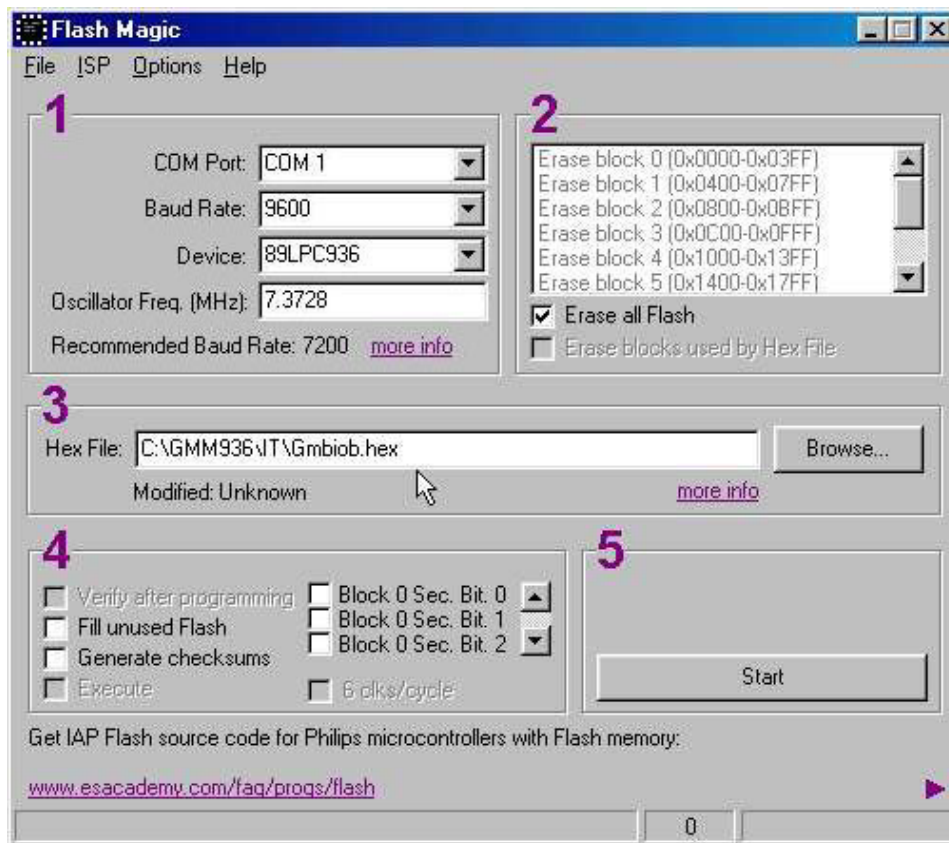 Flash Magic
File ISP Options Help
1
COM Port: COM 1
Baud Rate: 9600
Device: 89LPC936
Oscillator Freq. (MHz): 7.3728
Recommended Baud Rate: 7200 more info
2
Erase block 0 (0x0000-0x03FF)
Erase block 1 (0x0400-0x07FF)
Erase block 2 (0x0800-0x0BFF)
Erase block 3 (0x0C00-0x0FFF)
Erase block 4 (0x1000-0x13FF)
Erase block 5 (0x1400-0x17FF)
Erase all Flash
Erase blocks used by Hex File
3
Hex File: C:\GMM936\IT\Gmbiob.hex Browse...
Modified: Unknown more info
4
Verify after programming
Fill unused Flash
Generate checksums
Execute
Block 0 Sec. Bit. 0
Block 0 Sec. Bit. 1
Block 0 Sec. Bit. 2
6 clks/cycle
5
Start
Get IAP Flash source code for Philips microcontrollers with Flash memory:
www.esacademy.com/faq/progs/flash
0